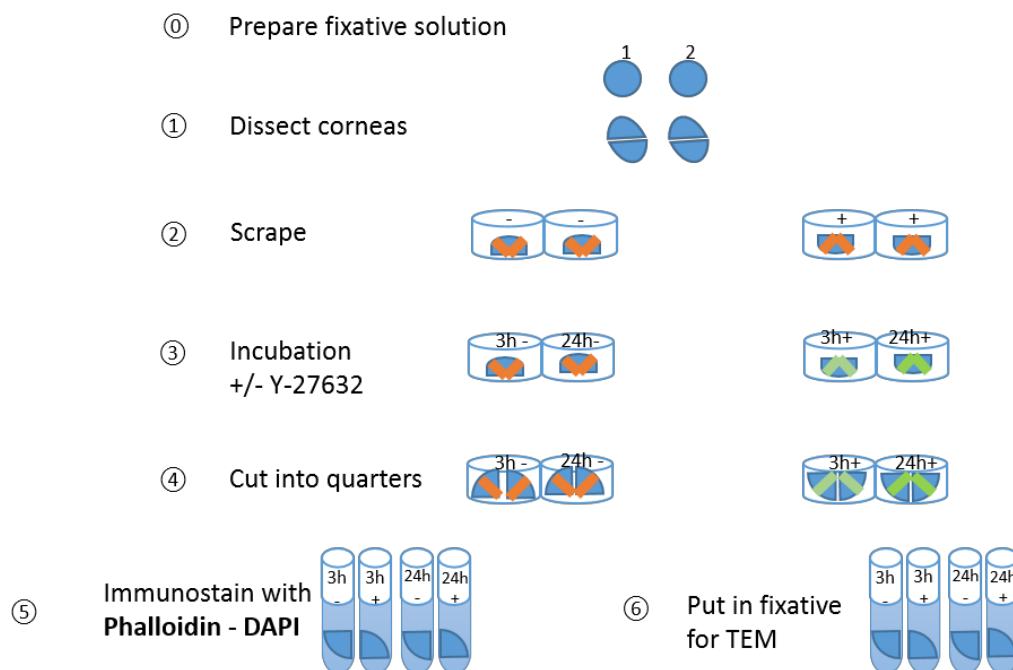 ⓪ Prepare fixative solution
1 2
① Dissect corneas
② Scrape
- - + +
③ Incubation
+/- Y-27632
3h - 24h- 3h+ 24h+
④ Cut into quarters
3h - 24h - 3h+ 24h+
⑤ Immunostain with
Phalloidin - DAPI
3h 3h 24h 24h
- + - +
⑥ Put in fixative
for TEM
3h 3h 24h 24h
- + - +